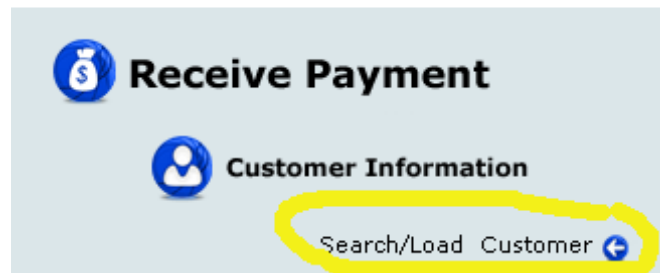 Receive Payment
Customer Information
Search/Load Customer